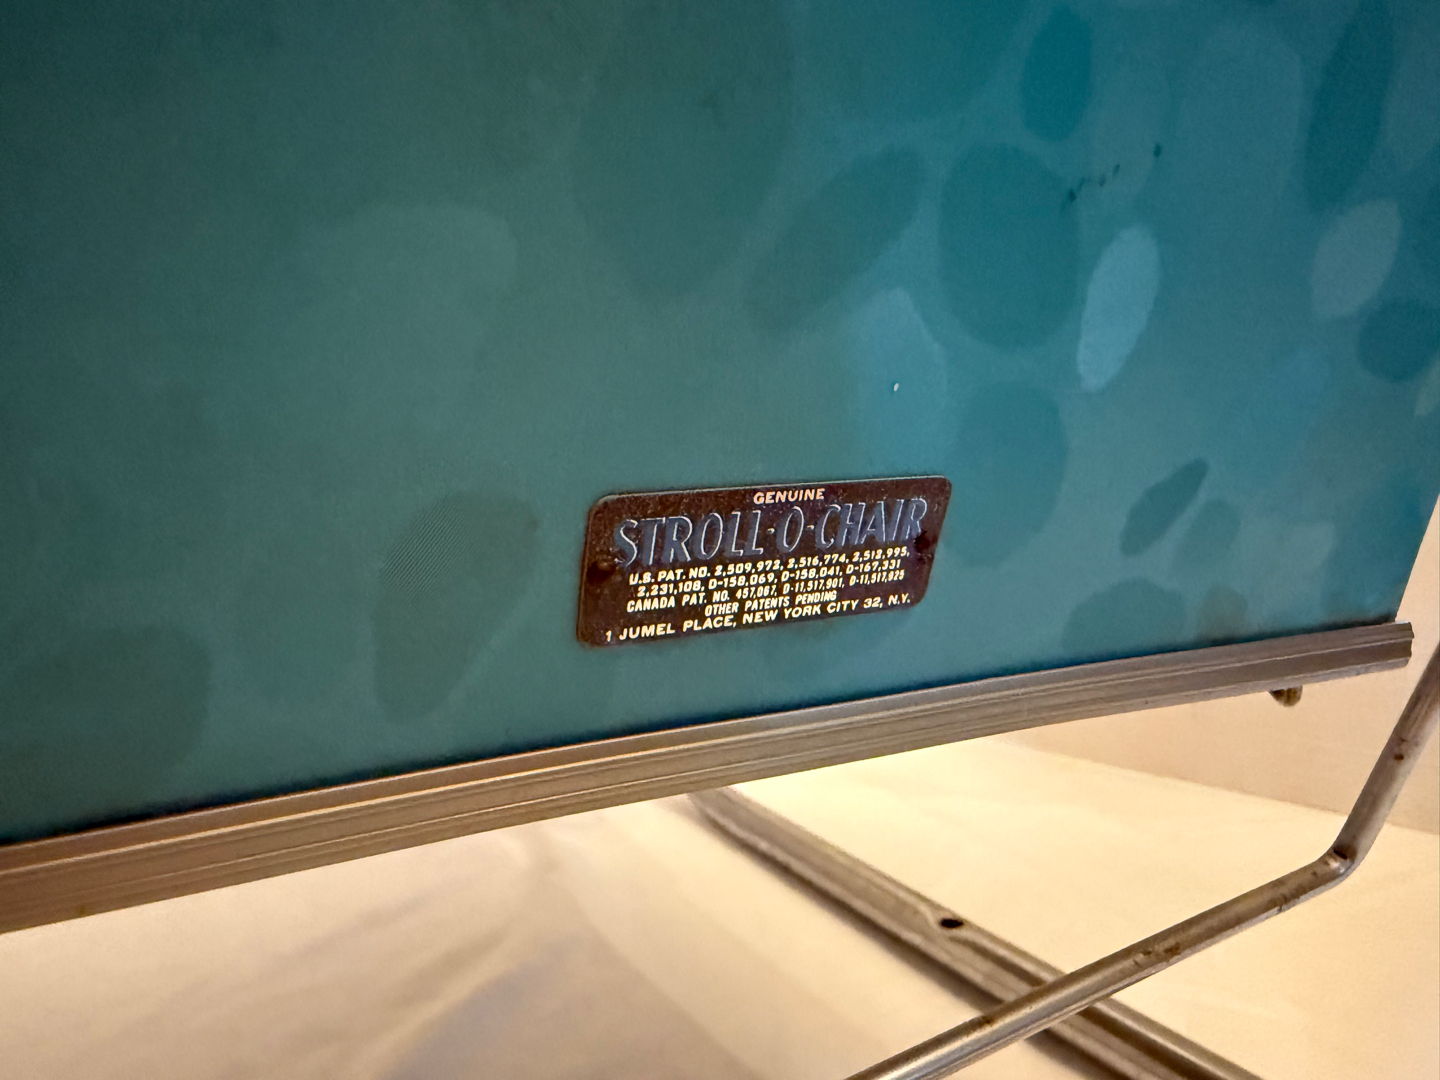 GENUINE
STROLL-O-CHAIR
U.S. PAT. NO. 2,509,972, 2,516,774, 2,512,995,
2,231,108, D-158,069, D-158,041, D-167,331
CANADA PAT. NO. 457,067, D-11,517,901, D-11,517,925
OTHER PATENTS PENDING
1 JUMEL PLACE, NEW YORK CITY 32, N.Y.